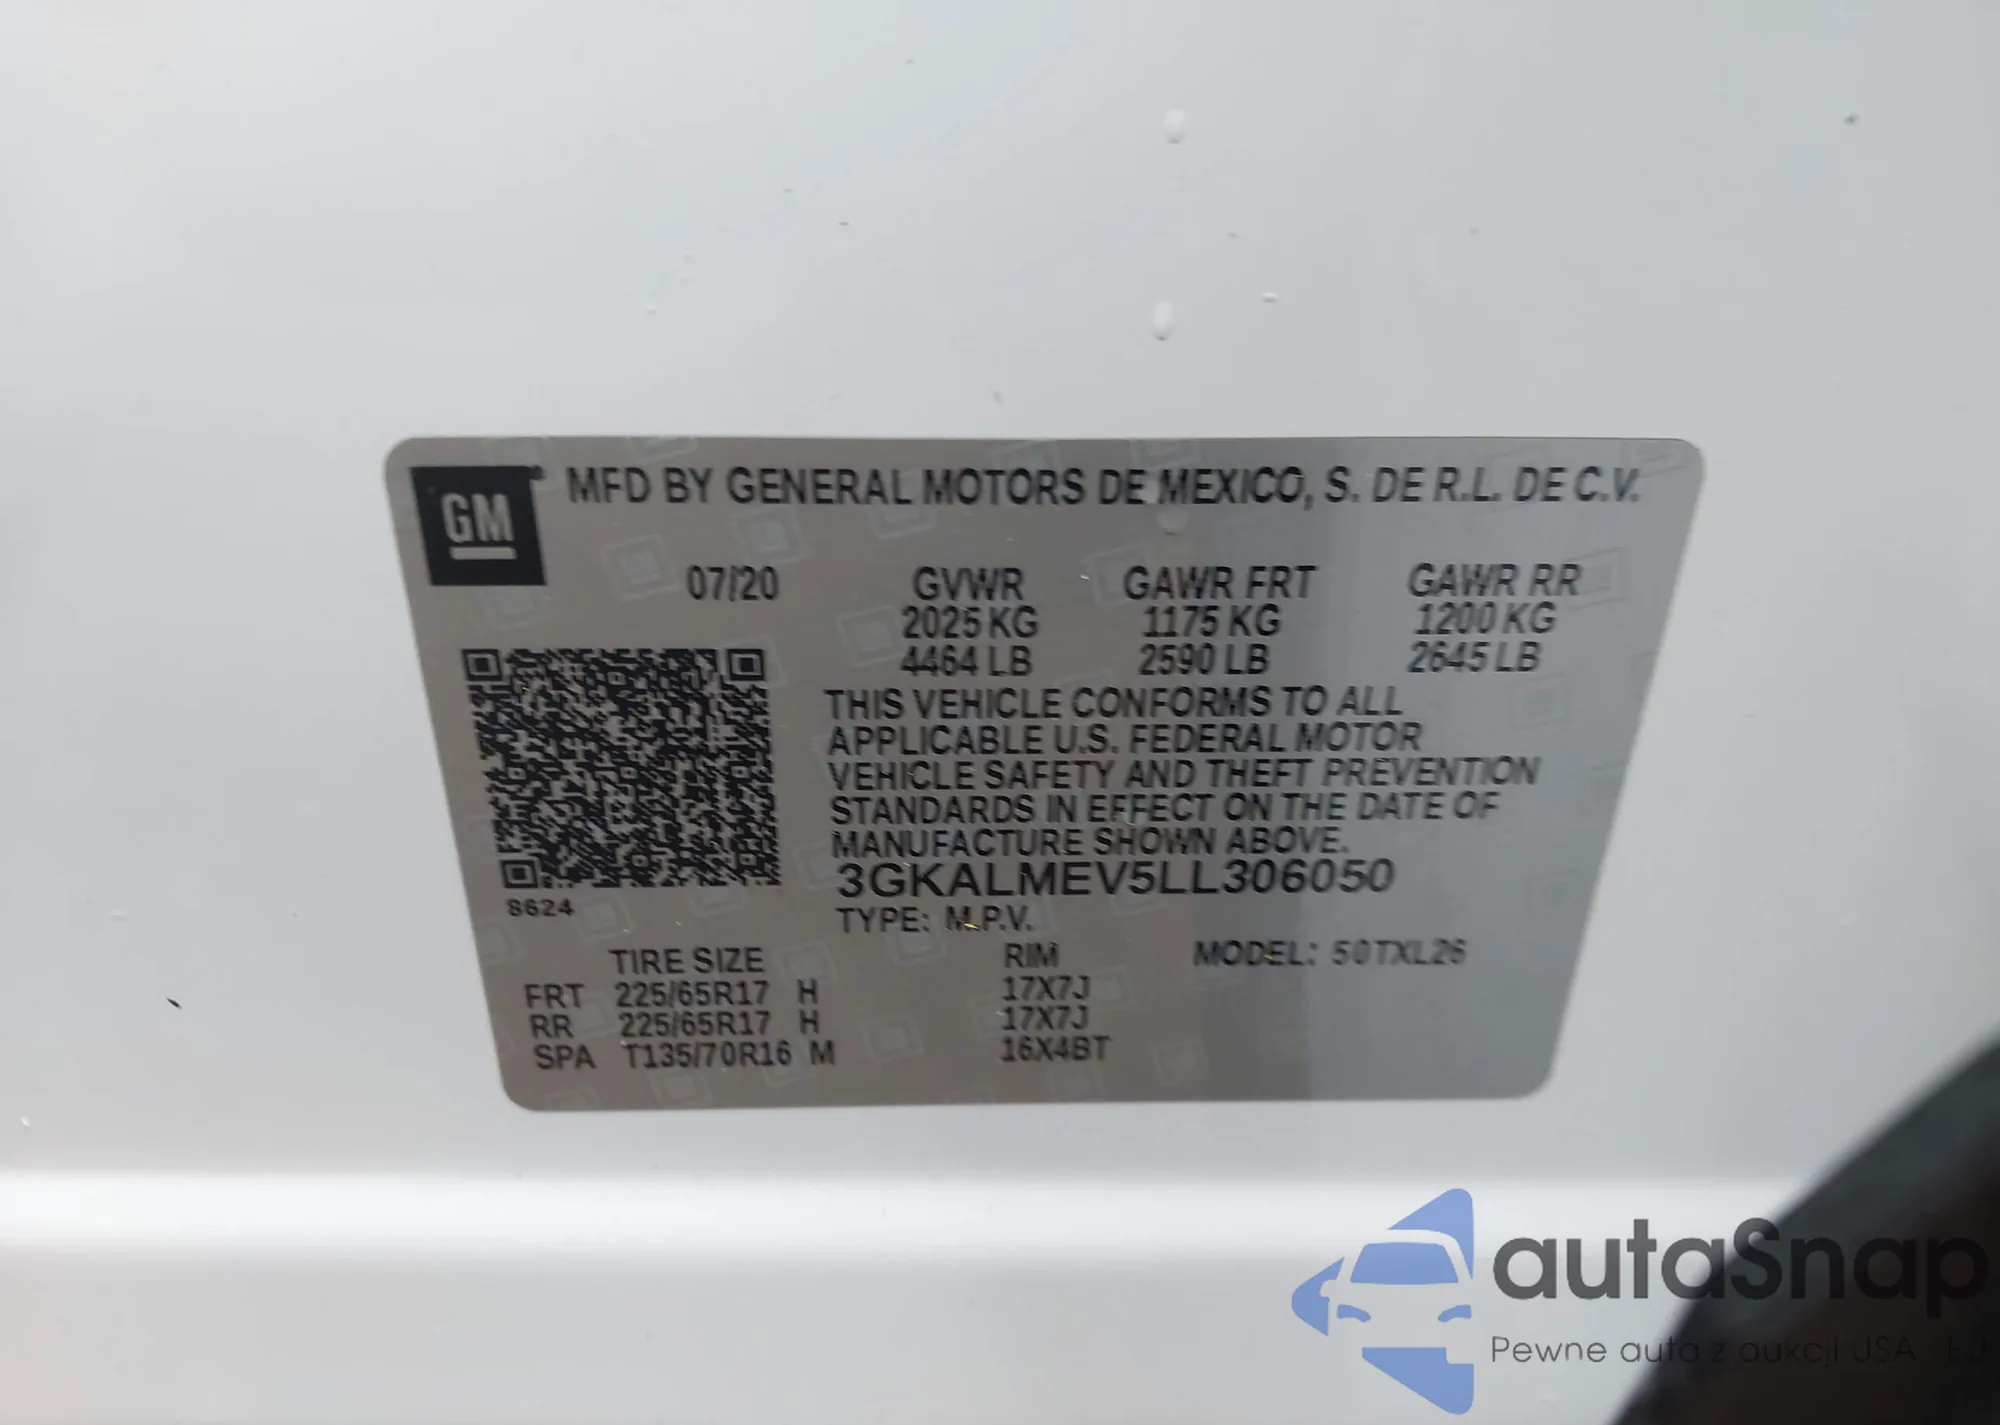 GM
MFD BY GENERAL MOTORS DE MEXICO, S. DE R.L. DE C.V.
07/20 GVWR GAWR FRT GAWR RR
2025 KG 1175 KG 1200 KG
4464 LB 2590 LB 2645 LB
THIS VEHICLE CONFORMS TO ALL
APPLICABLE U.S. FEDERAL MOTOR
VEHICLE SAFETY AND THEFT PREVENTION
STANDARDS IN EFFECT ON THE DATE OF
MANUFACTURE SHOWN ABOVE.
3GKALMEV5LL306050
8624
TYPE: M.P.V.
TIRE SIZE RIM MODEL: 50TXL26
FRT 225/65R17 H 17X7J
RR 225/65R17 H 17X7J
SPA T135/70R16 M 16X4BT
autaSnap
Pewne auta z aukcji USA - EU